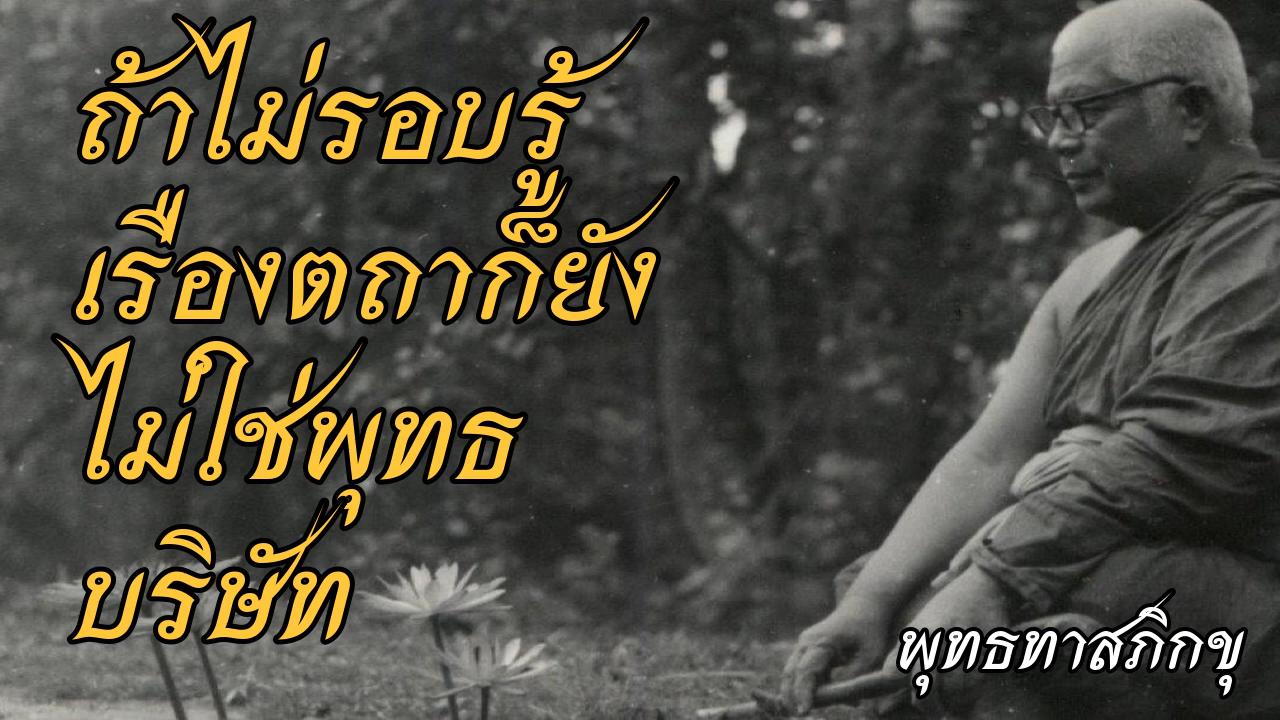 ถ้าไม่รอบรู้
เรื่องตถาก็ยัง
ไม่ใช่พุทธ
บริษัท
พุทธทาสภิกขุ